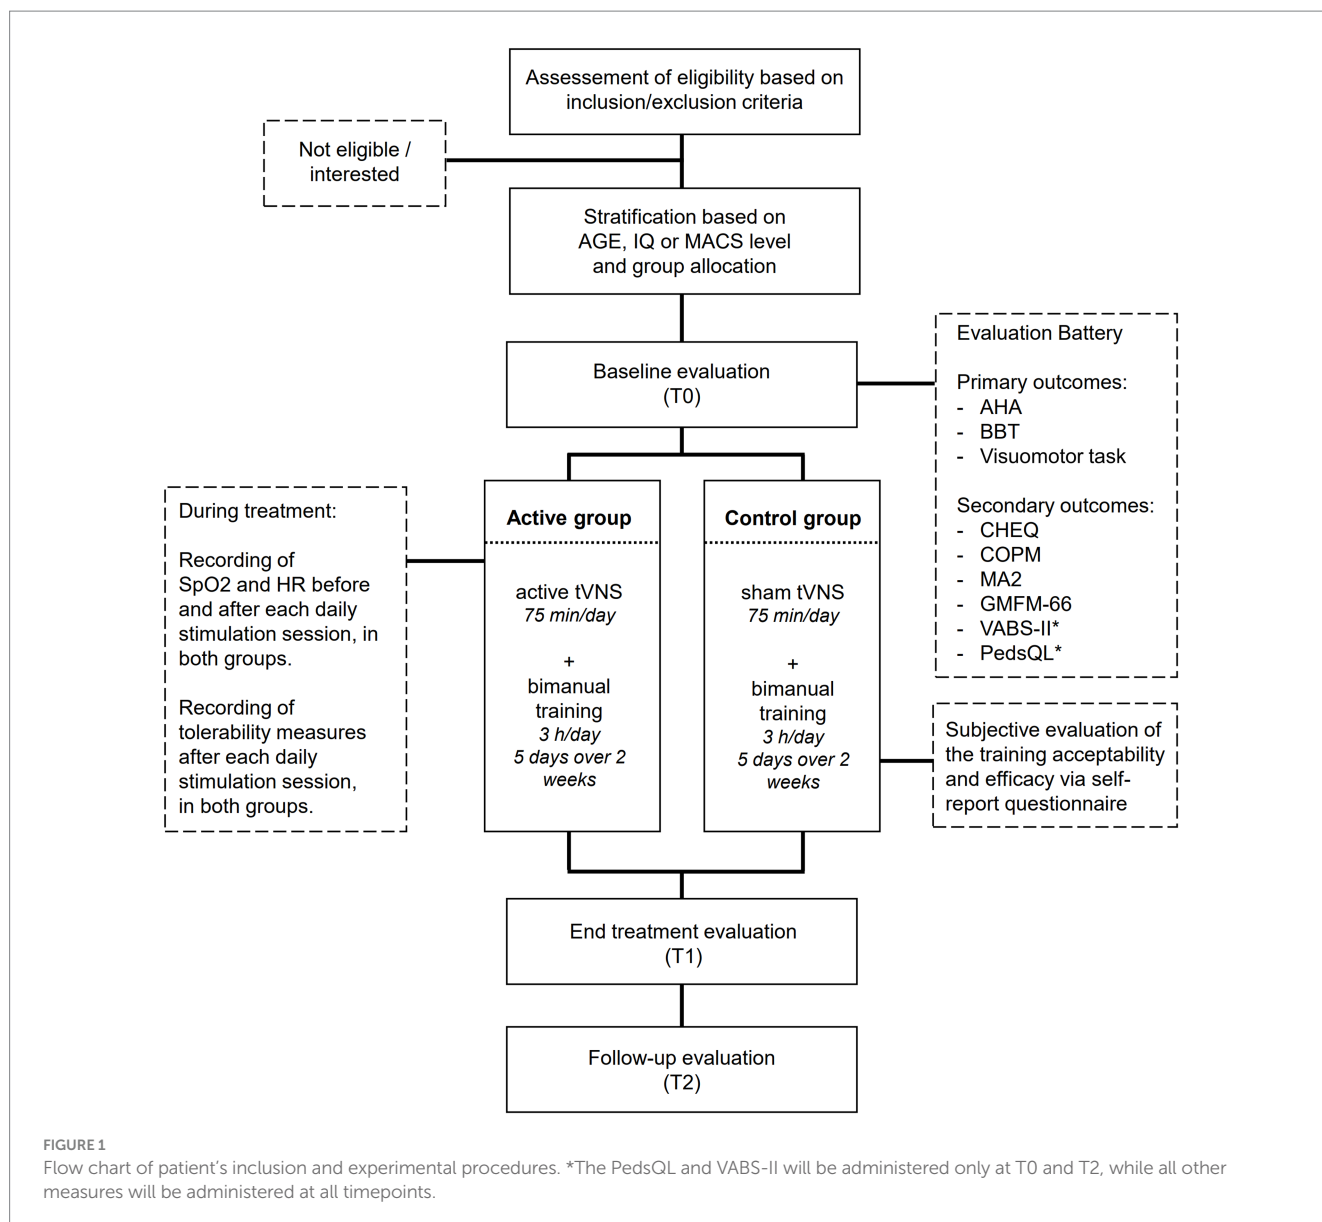 Assessement of eligibility based on
inclusion/exclusion criteria
Not eligible /
interested
Stratification based on
AGE, IQ or MACS level
and group allocation
Baseline evaluation
(T0)
Evaluation Battery
Primary outcomes:
- AHA
- BBT
- Visuomotor task
Secondary outcomes:
- CHEQ
- COPM
- MA2
- GMFM-66
- VABS-II*
- PedsQL*
During treatment:
Recording of
SpO2 and HR before
and after each daily
stimulation session, in
both groups.
Recording of
tolerability measures
after each daily
stimulation session,
in both groups.
Active group
active tVNS
75 min/day
+
bimanual
training
3 h/day
5 days over 2
weeks
Control group
sham tVNS
75 min/day
+
bimanual
training
3 h/day
5 days over 2
weeks
Subjective evaluation of
the training acceptability
and efficacy via self-
report questionnaire
End treatment evaluation
(T1)
Follow-up evaluation
(T2)
FIGURE 1
Flow chart of patient’s inclusion and experimental procedures. *The PedsQL and VABS-II will be administered only at T0 and T2, while all other
measures will be administered at all timepoints.